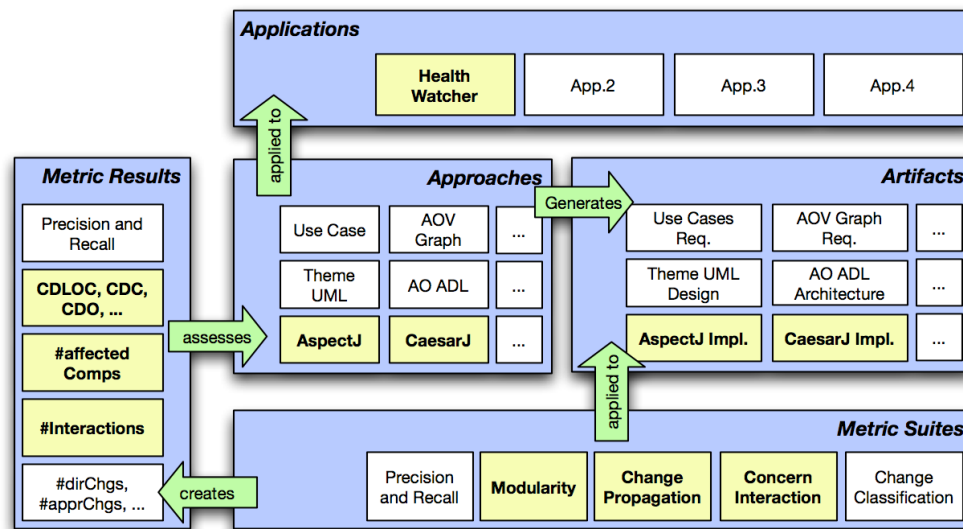 Applications
Health
Watcher
App.2
App.3
App.4
applied to
Metric Results
Precision and
Recall
CDLOC, CDC,
CDO, ...
#affected
Comps
#Interactions
#dirChgs,
#apprChgs, ...
assesses
Approaches
Use Case
AOV
Graph
...
Theme
UML
AO ADL
...
AspectJ
CaesarJ
...
Generates
Artifacts
Use Cases
Req.
AOV Graph
Req.
...
Theme UML
Design
AO ADL
Architecture
...
AspectJ Impl.
CaesarJ Impl.
...
applied to
Metric Suites
Precision
and Recall
Modularity
Change
Propagation
Concern
Interaction
Change
Classification
creates